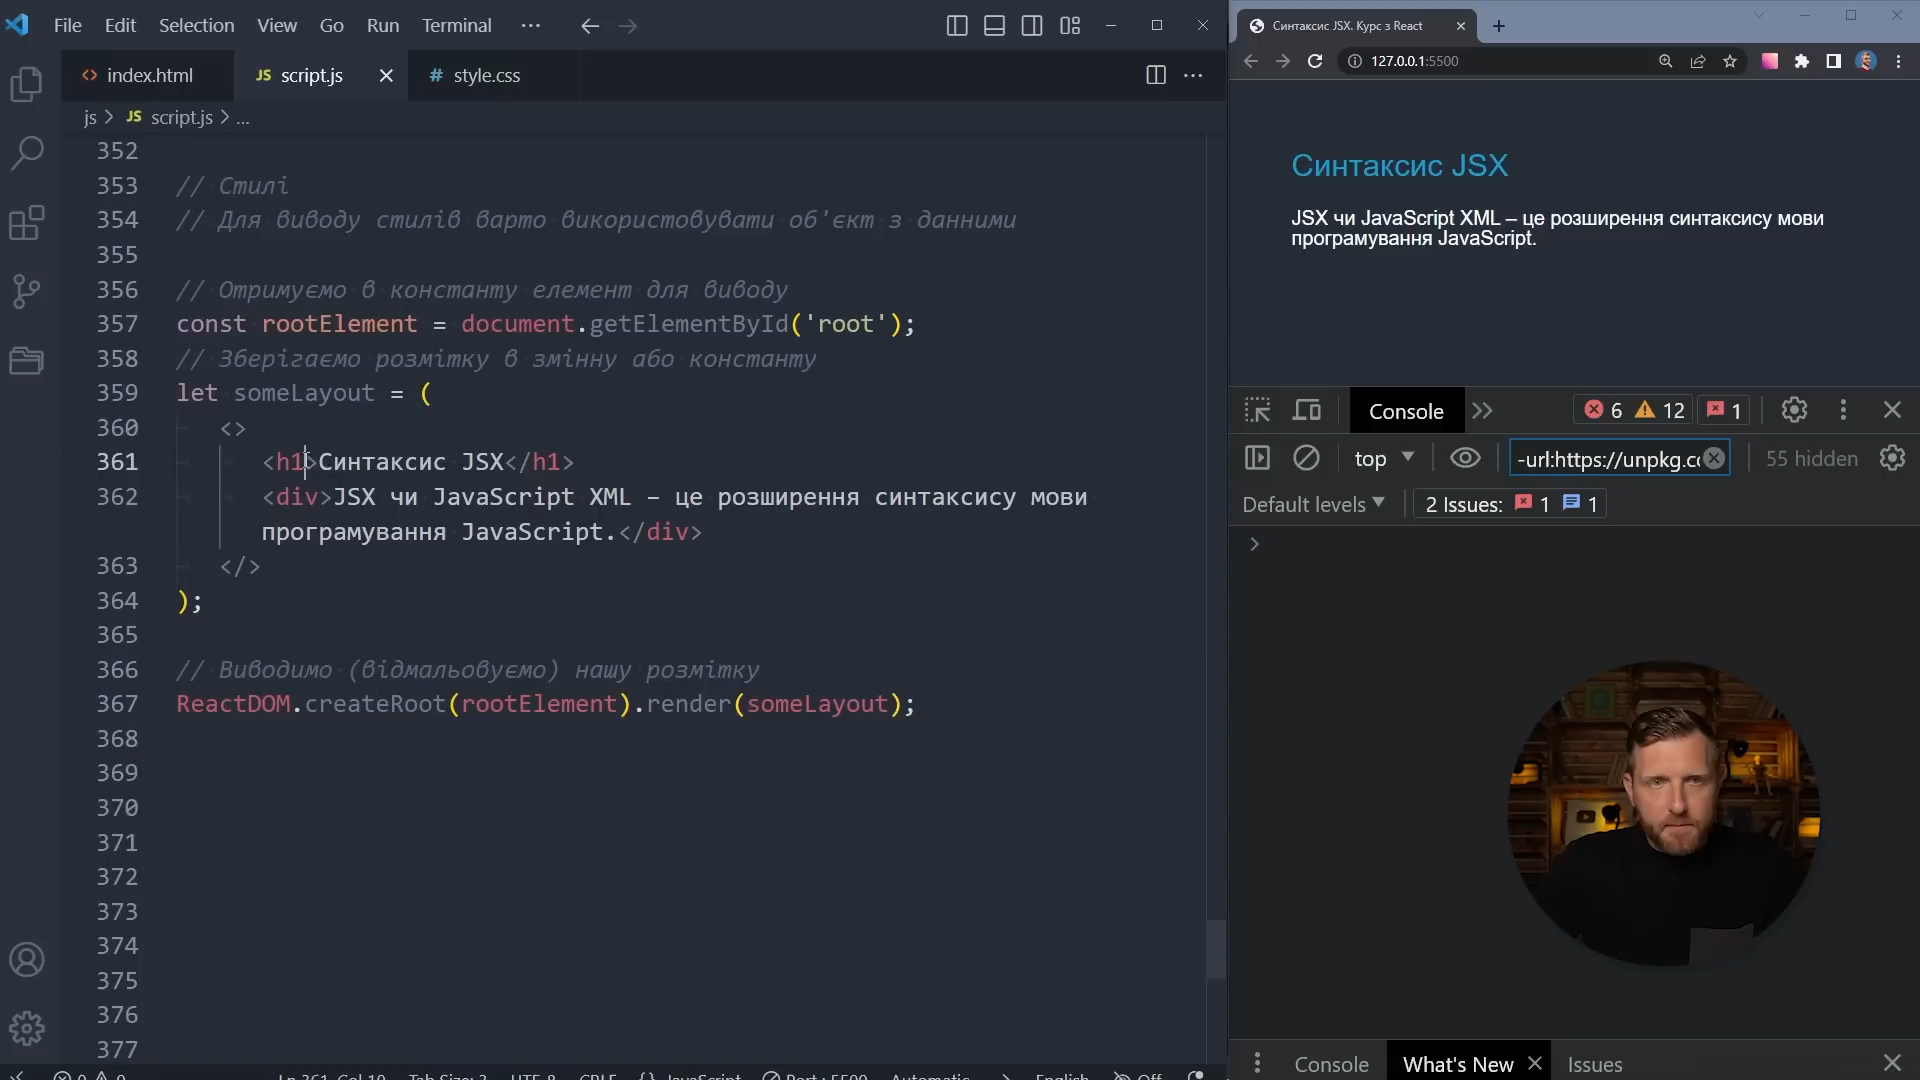 File Edit Selection View Go Run Terminal ···
index.html JS script.js # style.css
js > JS script.js > ...
352
353 // Стилі
354 // Для виводу стилів варто використовувати об'єкт з данними
355
356 // Отримуємо в константу елемент для виводу
357 const rootElement = document.getElementById('root');
358 // Зберігаємо розмітку в змінну або константу
359 let someLayout = (
360 <>
361 <h1>Синтаксис JSX</h1>
362 <div>JSX чи JavaScript XML – це розширення синтаксису мови
програмування JavaScript.</div>
363 </>
364 );
365
366 // Виводимо (відмальовуємо) нашу розмітку
367 ReactDOM.createRoot(rootElement).render(someLayout);
368
369
370
371
372
373
374
375
376
377
Ln 361, Col 10 Tab Size: 3 UTF-8 CRLF {} JavaScript Port : 5500 Automatic English Off
Синтаксис JSX. Курс з React
127.0.0.1:5500
Синтаксис JSX
JSX чи JavaScript XML – це розширення синтаксису мови
програмування JavaScript.
Console 6 12 1
top -url:https://unpkg.co 55 hidden
Default levels 2 Issues: 1 1
Console What's New Issues